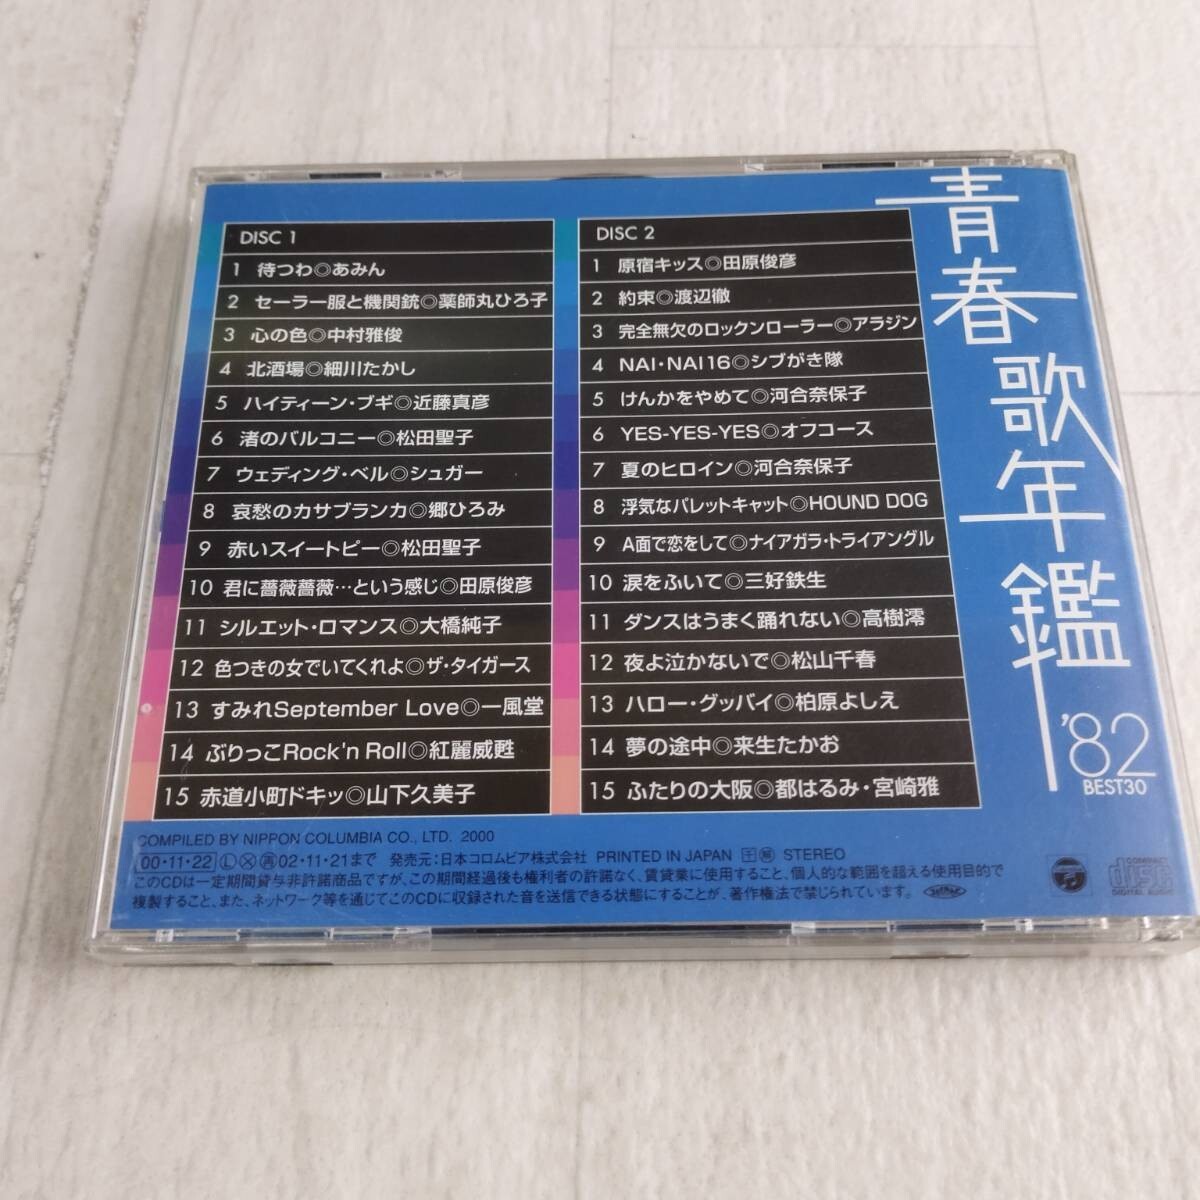 DISC 1
1 待つわ◎あみん
2 セーラー服と機関銃◎薬師丸ひろ子
3 心の色◎中村雅俊
4 北酒場◎細川たかし
5 ハイティーン・ブギ◎近藤真彦
6 渚のバルコニー◎松田聖子
7 ウェディング・ベル◎シュガー
8 哀愁のカサブランカ◎郷ひろみ
9 赤いスイートピー◎松田聖子
10 君に薔薇薔薇…という感じ◎田原俊彦
11 シルエット・ロマンス◎大橋純子
12 色つきの女でいてくれよ◎ザ・タイガース
13 すみれSeptember Love◎一風堂
14 ぶりっこRock'n Roll◎紅麗威甦
15 赤道小町ドキッ◎山下久美子
DISC 2
1 原宿キッス◎田原俊彦
2 約束◎渡辺徹
3 完全無欠のロックンローラー◎アラジン
4 NAI・NAI 16◎シブがき隊
5 けんかをやめて◎河合奈保子
6 YES-YES-YES◎オフコース
7 夏のヒロイン◎河合奈保子
8 浮気なパレットキャット◎HOUND DOG
9 A面で恋をして◎ナイアガラ・トライアングル
10 涙をふいて◎三好鉄生
11 ダンスはうまく踊れない◎高樹澪
12 夜よ泣かないで◎松山千春
13 ハロー・グッバイ◎柏原よしえ
14 夢の途中◎来生たかお
15 ふたりの大阪◎都はるみ・宮崎雅
青春歌年鑑
'82
BEST30
COMPILED BY NIPPON COLUMBIA CO., LTD. 2000
00・11・22 Ⓛ Ⓧ 再 02・11・21まで 発売元:日本コロムビア株式会社 PRINTED IN JAPAN STEREO
このCDは一定期間貸与非許諾商品ですが、この期間経過後も権利者の許諾なく、賃貸業に使用すること、個人的な範囲を超える使用目的で
複製すること、また、ネットワーク等を通じてこのCDに収録された音を送信できる状態にすることが、著作権法で禁じられています。
COMPACT
disc
DIGITAL AUDIO